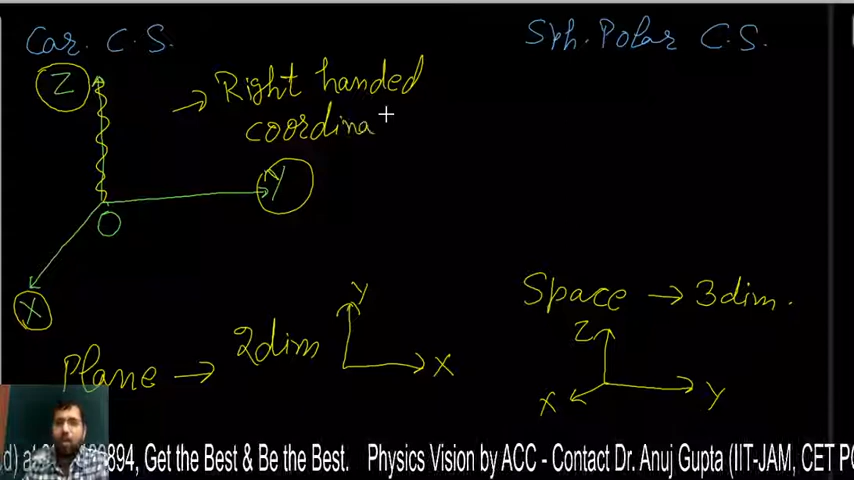 Car. C.S.
Sph. Polar C.S.
Z
→ Right handed
coordina
Y
O
X
Plane → 2dim
Y
X
Space → 3dim.
Z
X
Y
894, Get the Best & Be the Best. Physics Vision by ACC - Contact Dr. Anuj Gupta (IIT-JAM, CET